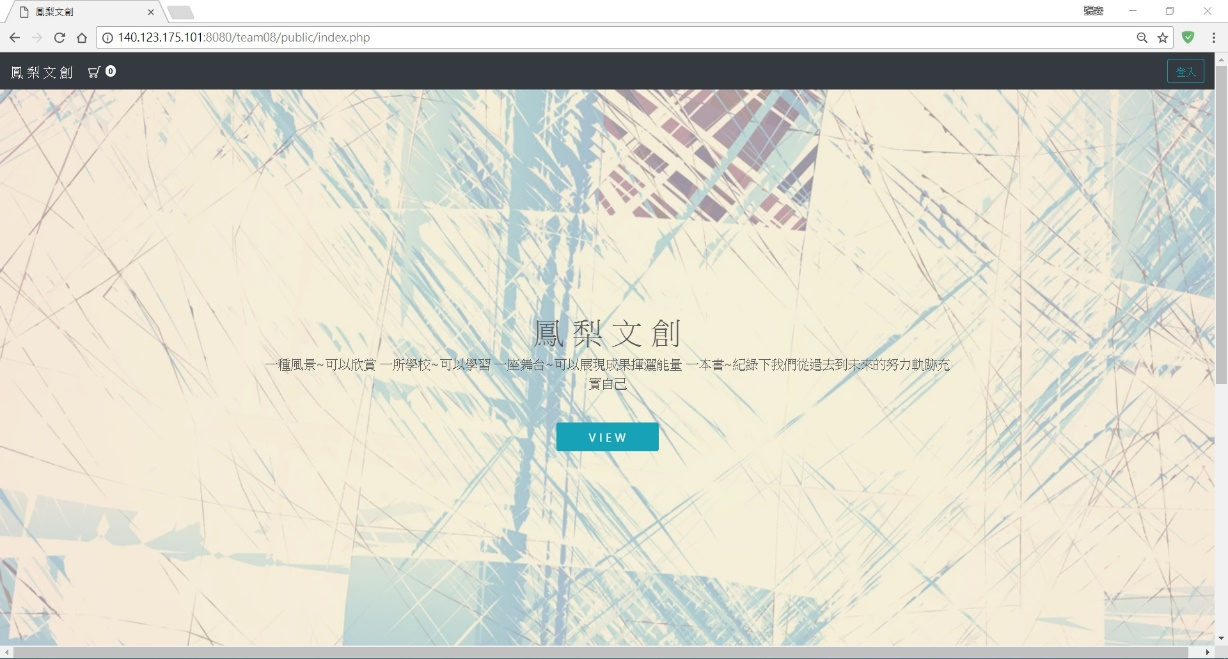 鳳梨文創
140.123.175.101:8080/team08/public/index.php
鳳梨文創 0
登入
鳳梨文創
一種風景~可以欣賞 一所學校~可以學習 一座舞台~可以展現成果揮灑能量 一本書~紀錄下我們從過去到未來的努力軌跡充
實自己
VIEW